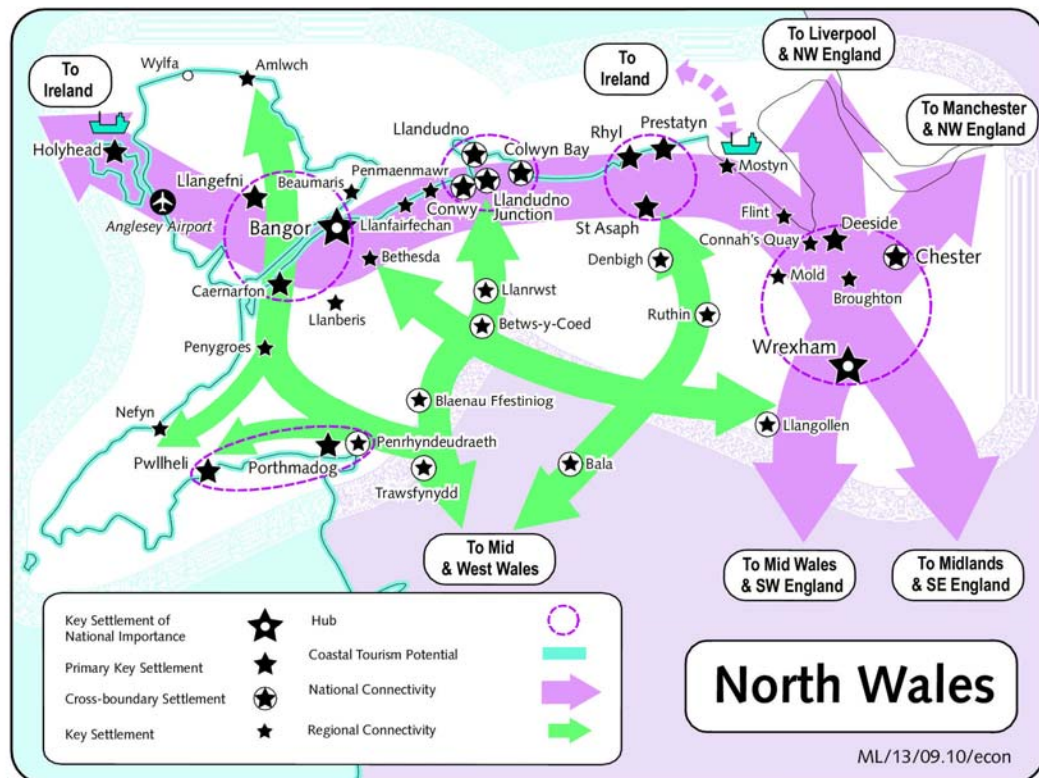 To
Ireland
Wylfa
Amlwch
To
Ireland
To Liverpool
& NW England
To Manchester
& NW England
Holyhead
Llangefni
Beaumaris
Penmaenmawr
Llandudno
Colwyn Bay
Rhyl
Prestatyn
Mostyn
Anglesey Airport
Bangor
Llanfairfechan
Conwy
Llandudno
Junction
St Asaph
Flint
Deeside
Connah's Quay
Chester
Bethesda
Denbigh
Mold
Broughton
Caernarfon
Llanberis
Llanrwst
Betws-y-Coed
Ruthin
Wrexham
Penygroes
Nefyn
Blaenau Ffestiniog
Llangollen
Pwllheli
Porthmadog
Penrhyndeudraeth
Trawsfynydd
Bala
To Mid
& West Wales
To Mid Wales
& SW England
To Midlands
& SE England
Key Settlement of
National Importance
Primary Key Settlement
Cross-boundary Settlement
Key Settlement
Hub
Coastal Tourism Potential
National Connectivity
Regional Connectivity
North Wales
ML/13/09.10/econ